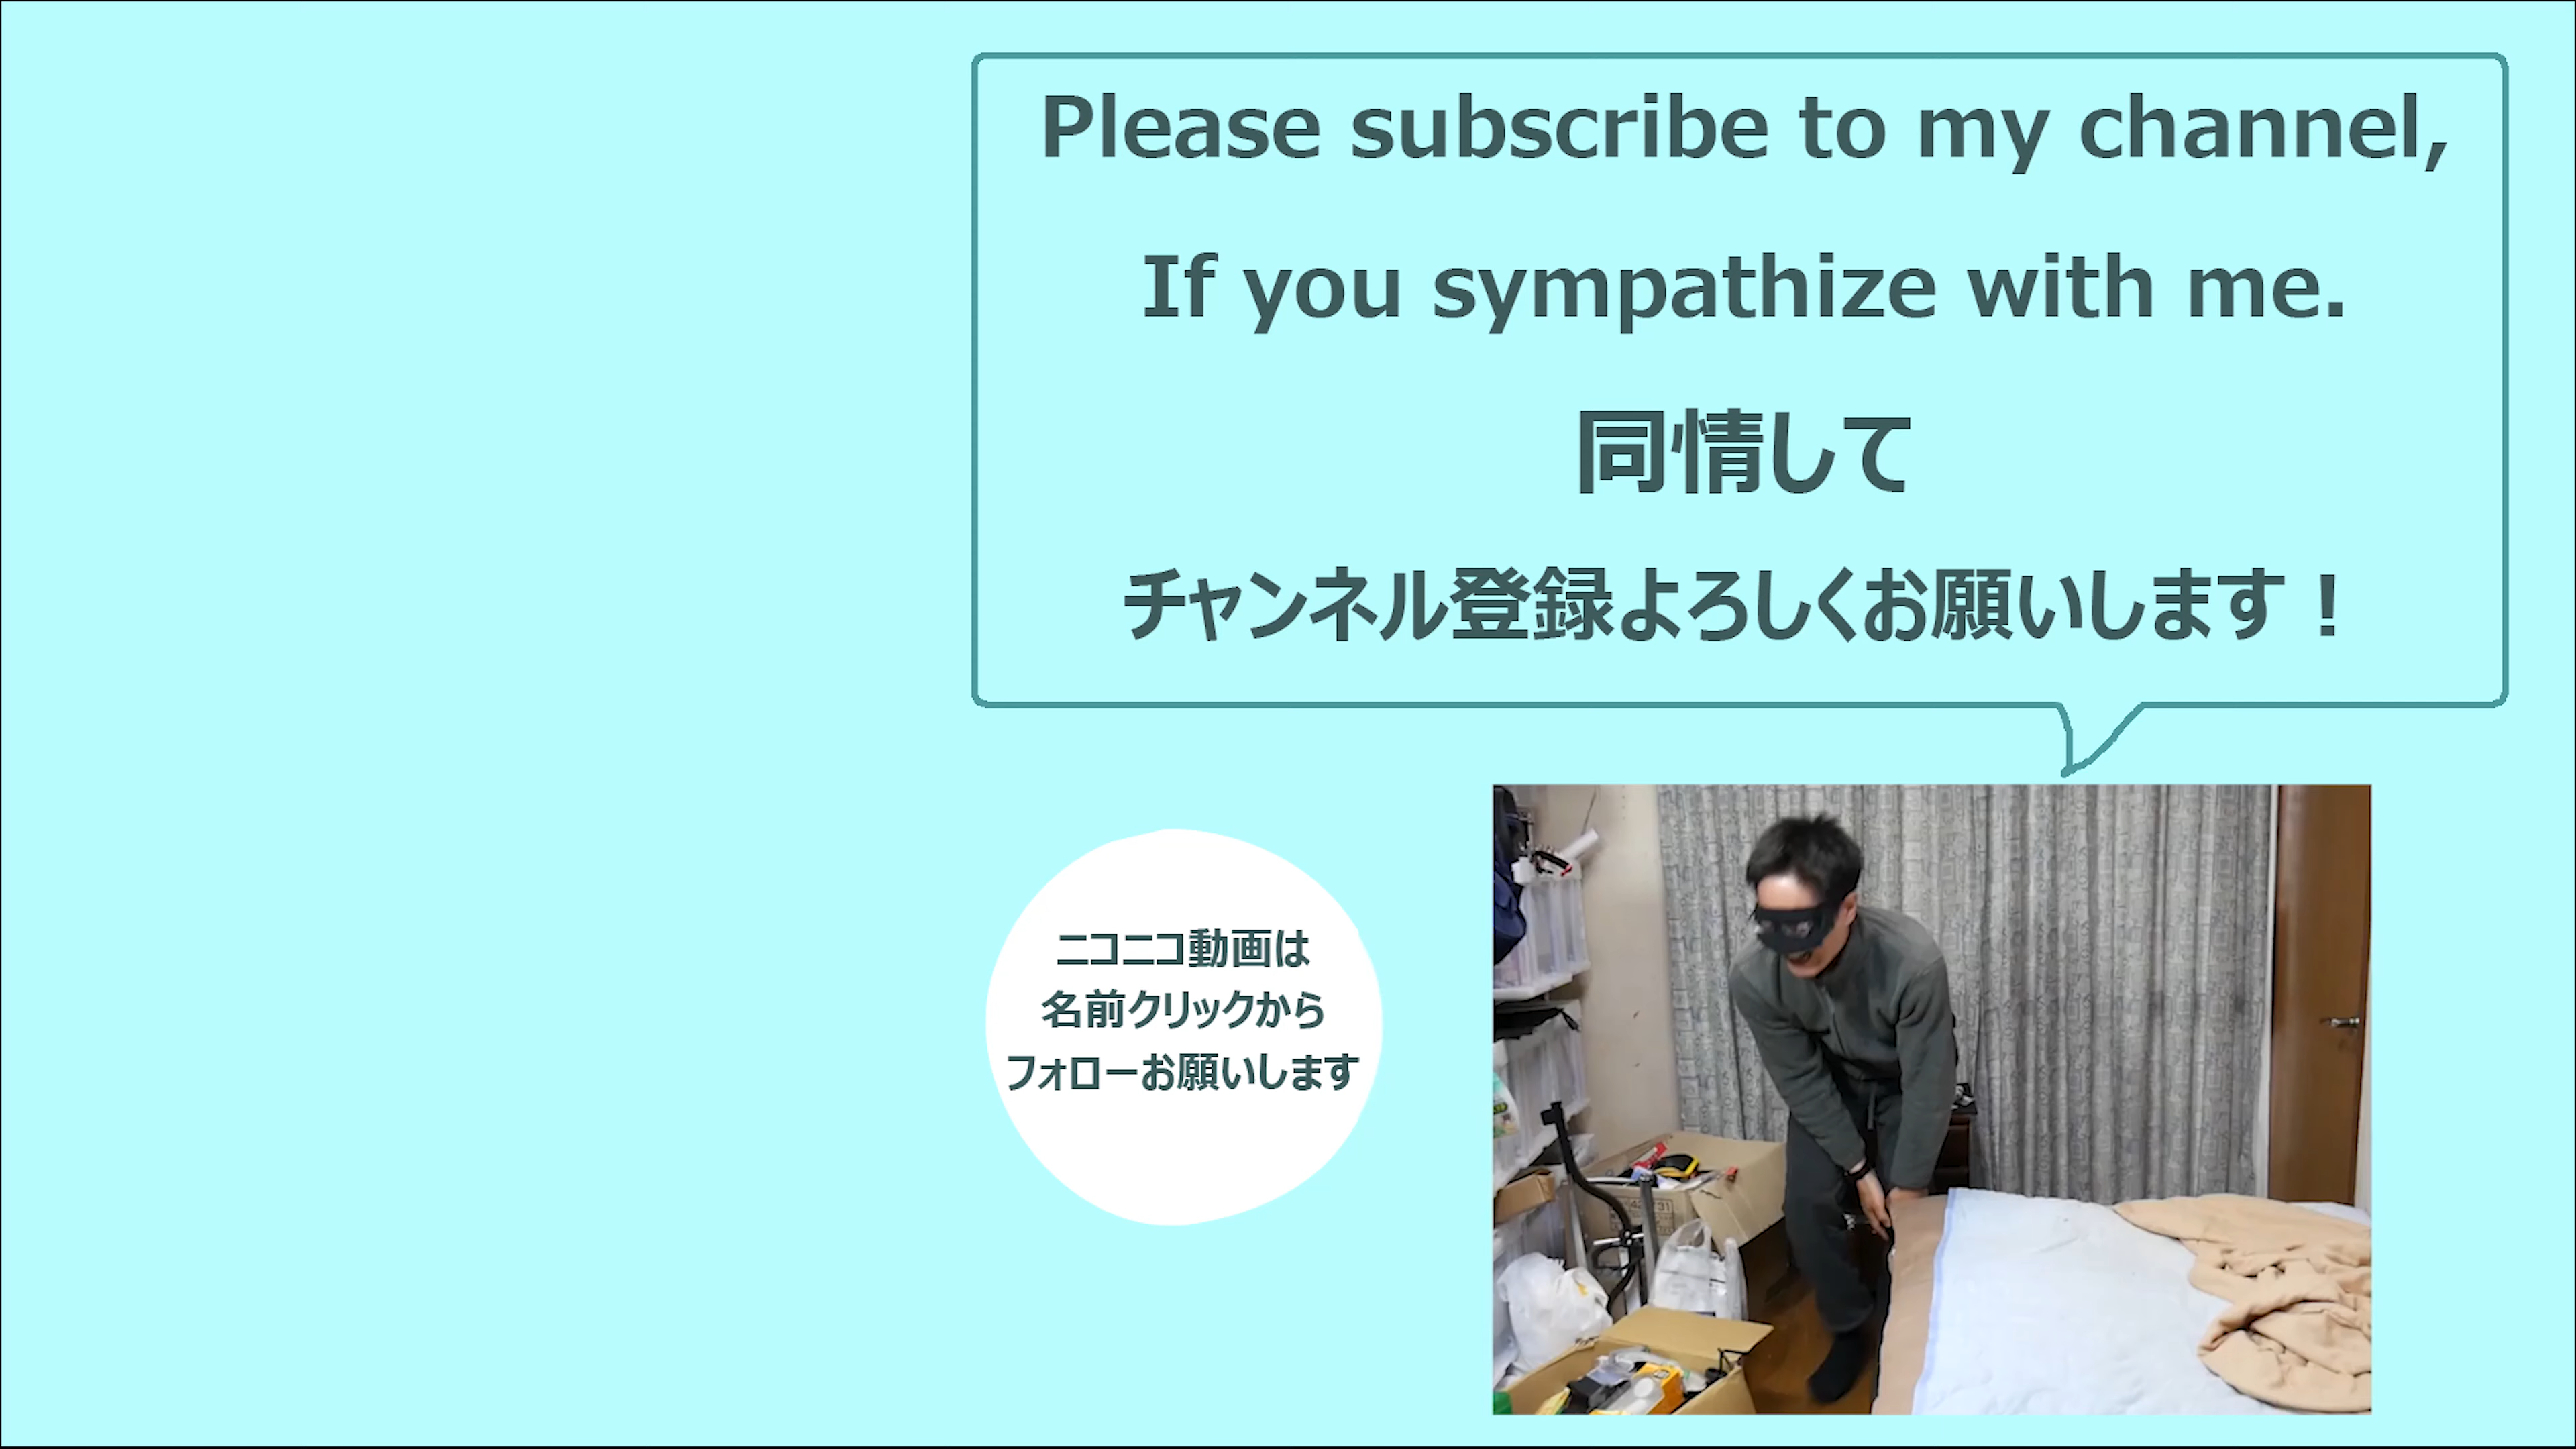 Please subscribe to my channel,
If you sympathize with me.
同情して
チャンネル登録よろしくお願いします！
ニコニコ動画は
名前クリックから
フォローお願いします